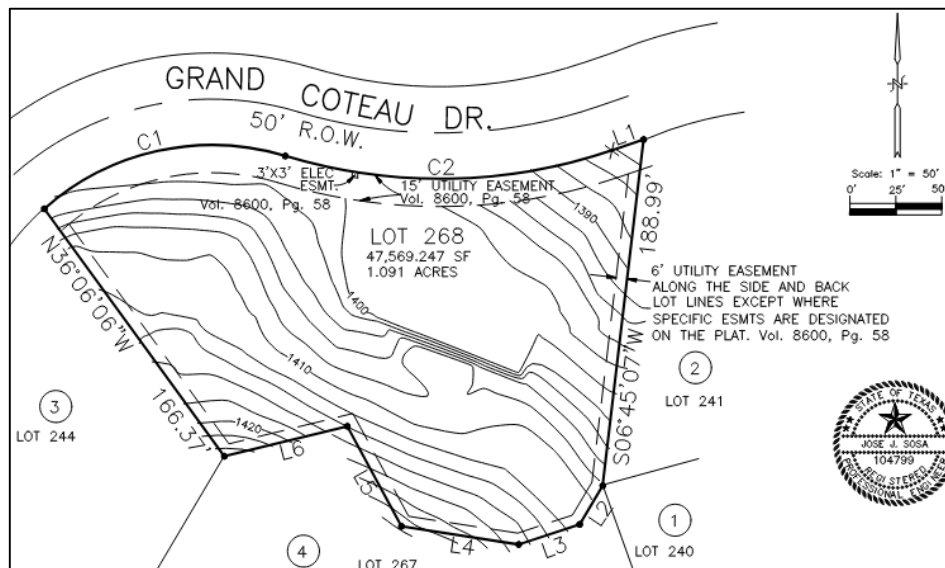 GRAND COTEAU DR.
50' R.O.W.
C1
C2
L1
3'X3' ELEC
ESMT.
Vol. 8600, Pg. 58
15' UTILITY EASEMENT
Vol. 8600, Pg. 58
N
Scale: 1" = 50'
0' 25' 50
1390
188.99'
LOT 268
47,569.247 SF
1.091 ACRES
6' UTILITY EASEMENT
ALONG THE SIDE AND BACK
LOT LINES EXCEPT WHERE
SPECIFIC ESMTS ARE DESIGNATED
ON THE PLAT. Vol. 8600, Pg. 58
N36°06'06"W
166.37'
1400
1410
1420
S06°45'07"W
2
LOT 241
3
LOT 244
L6
L5
L4
L3
L2
1
LOT 240
4
LOT 267
STATE OF TEXAS
JOSE J. SOSA
104799
REGISTERED
PROFESSIONAL ENGINEER